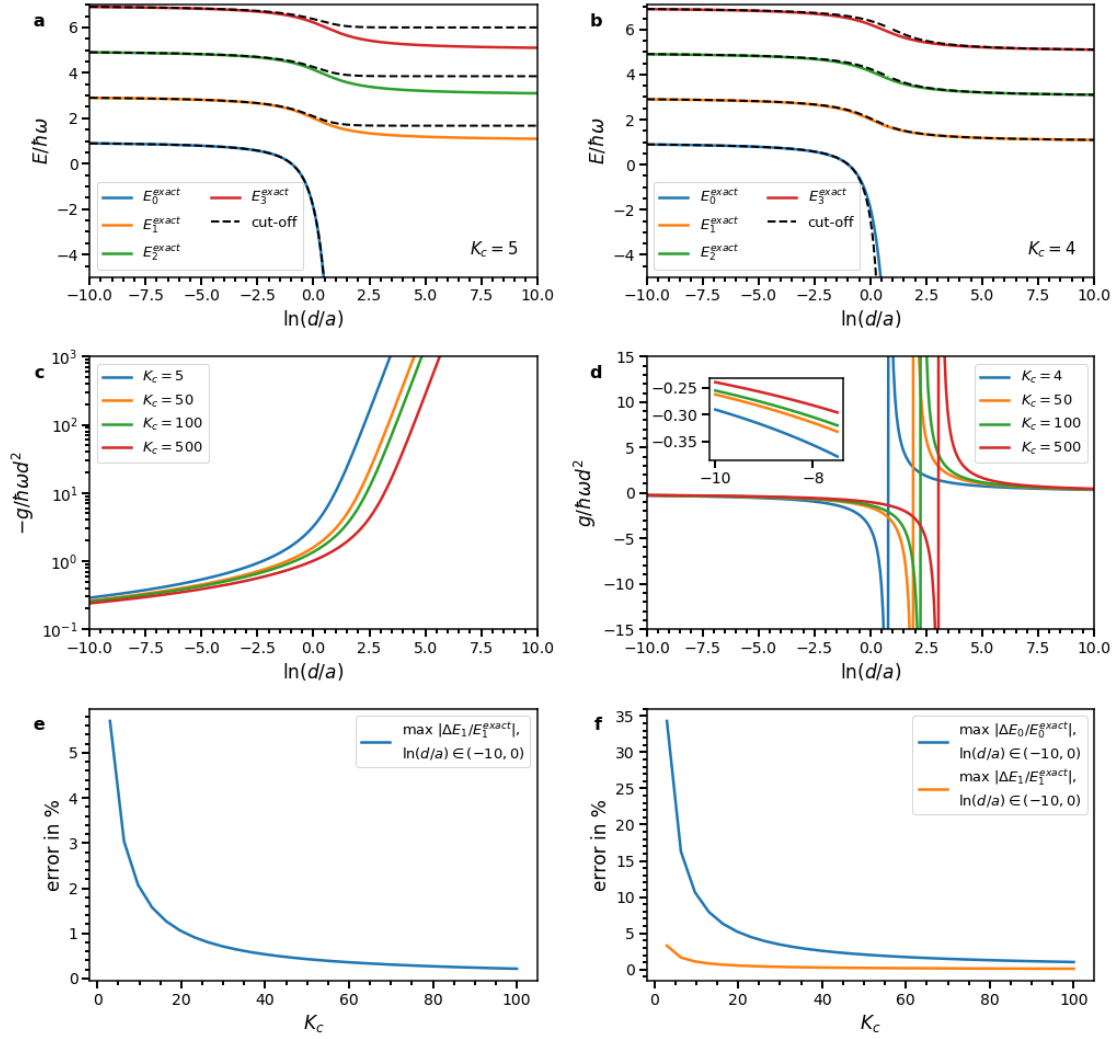 a
6
4
2
0
−2
−4
E/ħω
E_0^{exact}
E_1^{exact}
E_2^{exact}
E_3^{exact}
cut-off
K_c = 5
−10.0 −7.5 −5.0 −2.5 0.0 2.5 5.0 7.5 10.0
ln(d/a)
b
6
4
2
0
−2
−4
E/ħω
E_0^{exact}
E_1^{exact}
E_2^{exact}
E_3^{exact}
cut-off
K_c = 4
−10.0 −7.5 −5.0 −2.5 0.0 2.5 5.0 7.5 10.0
ln(d/a)
c
10^3
10^2
10^1
10^0
10^{−1}
−g/ħωd^2
K_c = 5
K_c = 50
K_c = 100
K_c = 500
−10.0 −7.5 −5.0 −2.5 0.0 2.5 5.0 7.5 10.0
ln(d/a)
d
15
10
5
0
−5
−10
−15
g/ħωd^2
−0.25
−0.30
−0.35
−10 −8
K_c = 4
K_c = 50
K_c = 100
K_c = 500
−10.0 −7.5 −5.0 −2.5 0.0 2.5 5.0 7.5 10.0
ln(d/a)
e
5
4
3
2
1
0
error in %
max |ΔE_1/E_1^{exact}|,
ln(d/a) ∈ (−10, 0)
0 20 40 60 80 100
K_c
f
35
30
25
20
15
10
5
0
error in %
max |ΔE_0/E_0^{exact}|,
ln(d/a) ∈ (−10, 0)
max |ΔE_1/E_1^{exact}|,
ln(d/a) ∈ (−10, 0)
0 20 40 60 80 100
K_c